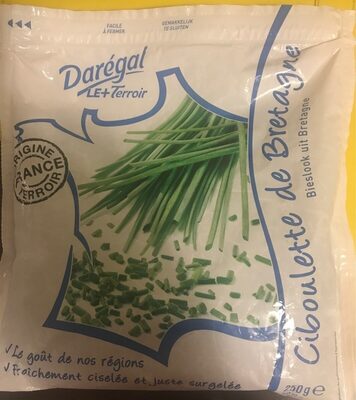 FACILE
À FERMER
GEMAKKELIJK
TE SLUITEN
Darégal
LE+Terroir
ORIGINE
FRANCE
TERROIR
Ciboulette de Bretagne
Bieslook uit Bretagne
✓Le goût de nos régions
✓Fraîchement ciselée et juste surgelée
250g e